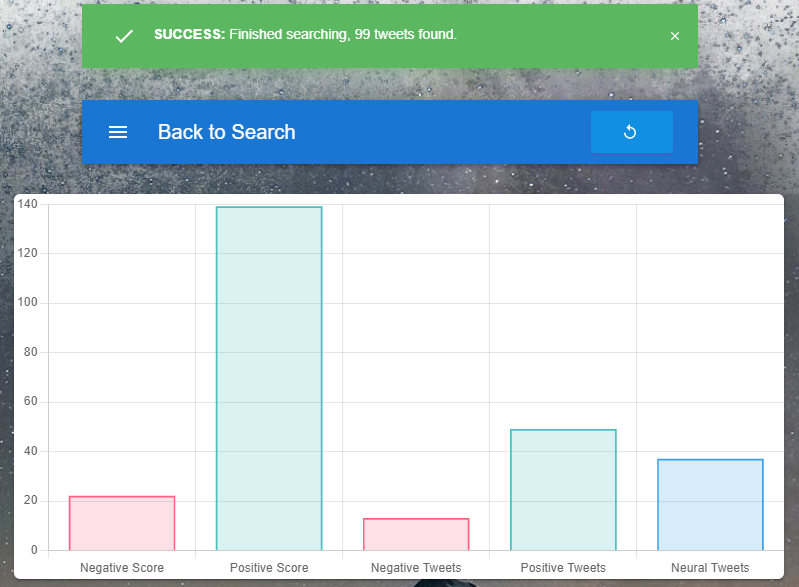 SUCCESS: Finished searching, 99 tweets found.
Back to Search
140
120
100
80
60
40
20
0
Negative Score Positive Score Negative Tweets Positive Tweets Neural Tweets